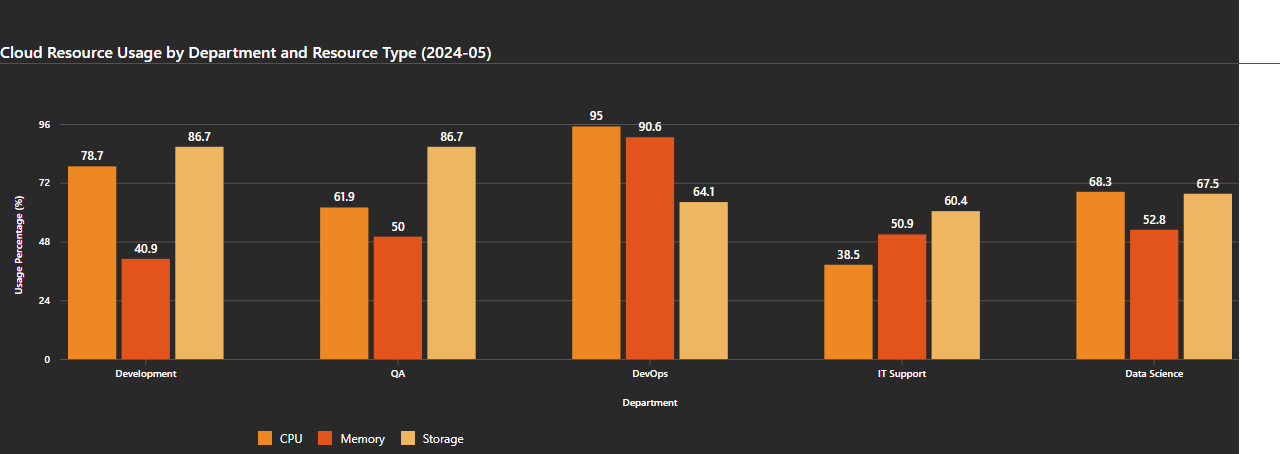 Cloud Resource Usage by Department and Resource Type (2024-05)
96
72
48
24
0
Usage Percentage (%)
78.7
40.9
86.7
61.9
50
86.7
95
90.6
64.1
38.5
50.9
60.4
68.3
52.8
67.5
Development
QA
DevOps
IT Support
Data Science
Department
CPU
Memory
Storage